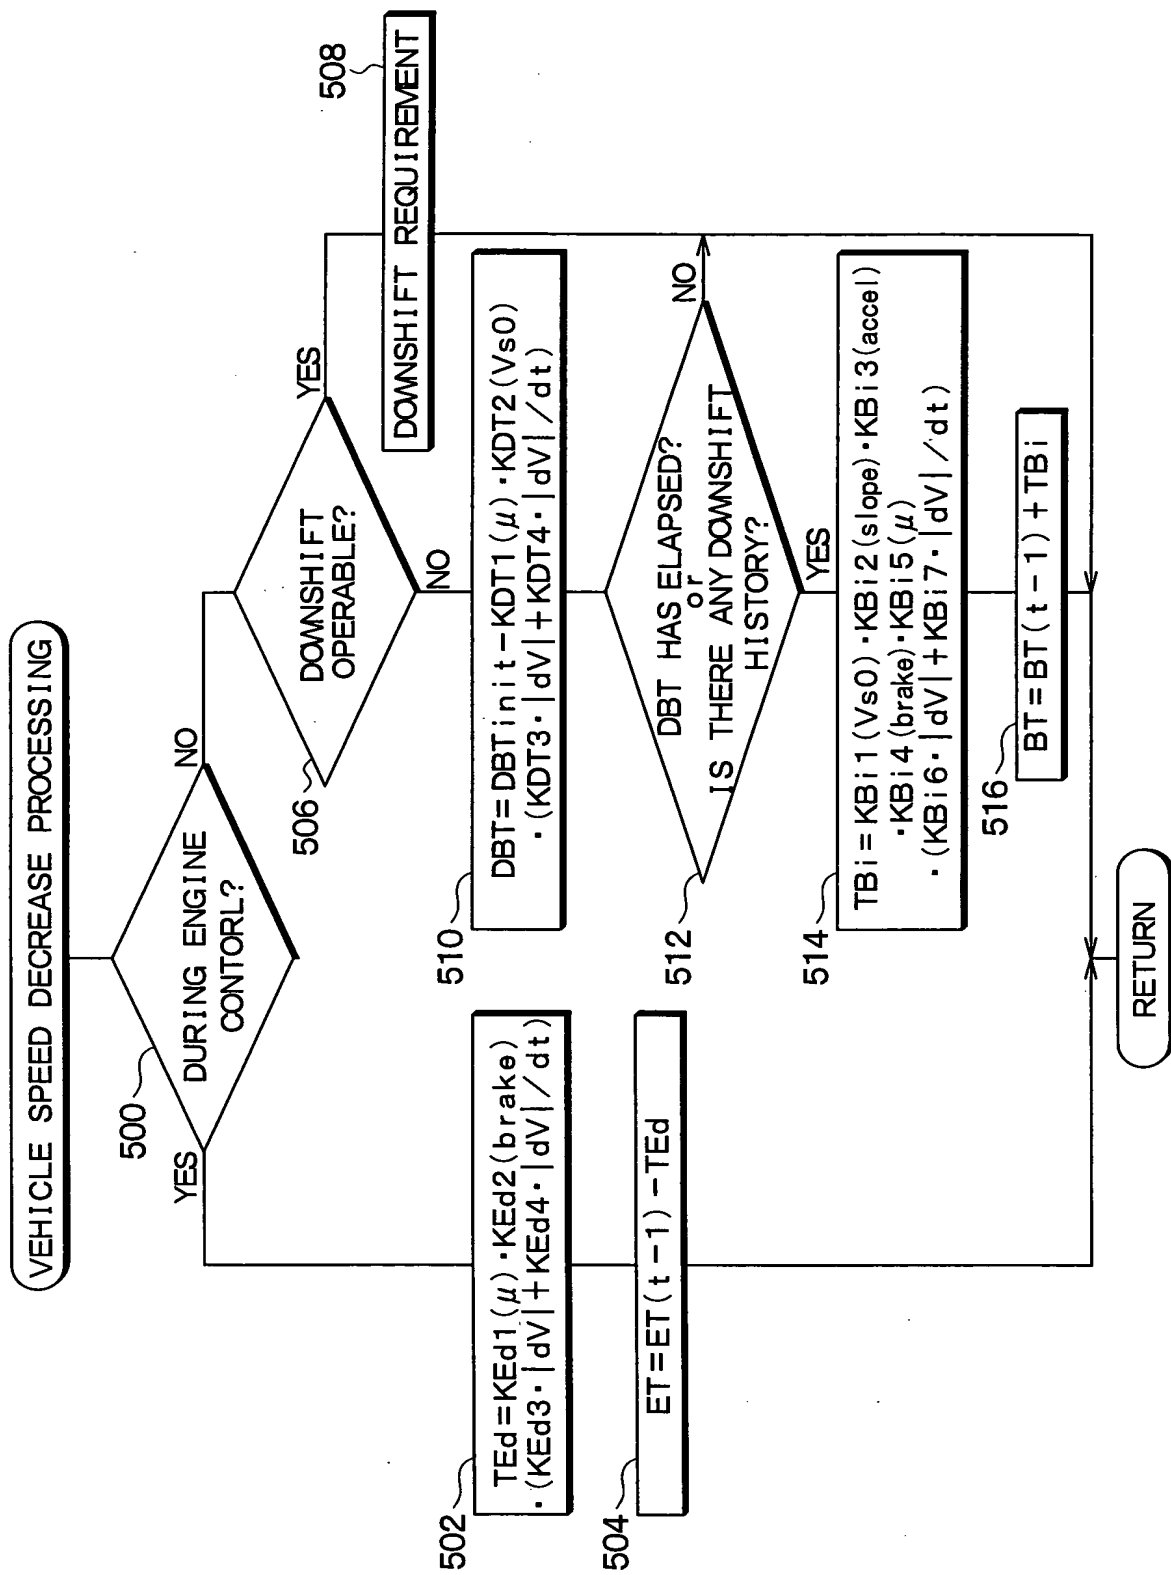 VEHICLE SPEED DECREASE PROCESSING
500
DURING ENGINE
CONTORL?
YES
NO
502
TEd=KEd1(μ)·KEd2(brake)
·(KEd3·|dV|+KEd4·|dV|/dt)
504
ET=ET(t-1)-TEd
506
DOWNSHIFT
OPERABLE?
YES
NO
508
DOWNSHIFT REQUIREMENT
510
DBT=DBTinit-KDT1(μ)·KDT2(Vs0)
·(KDT3·|dV|+KDT4·|dV|/dt)
512
DBT HAS ELAPSED?
or
IS THERE ANY DOWNSHIFT
HISTORY?
NO
YES
514
TBi=KBi1(Vs0)·KBi2(slope)·KBi3(accel)
·KBi4(brake)·KBi5(μ)
·(KBi6·|dV|+KBi7·|dV|/dt)
516
BT=BT(t-1)+TBi
RETURN